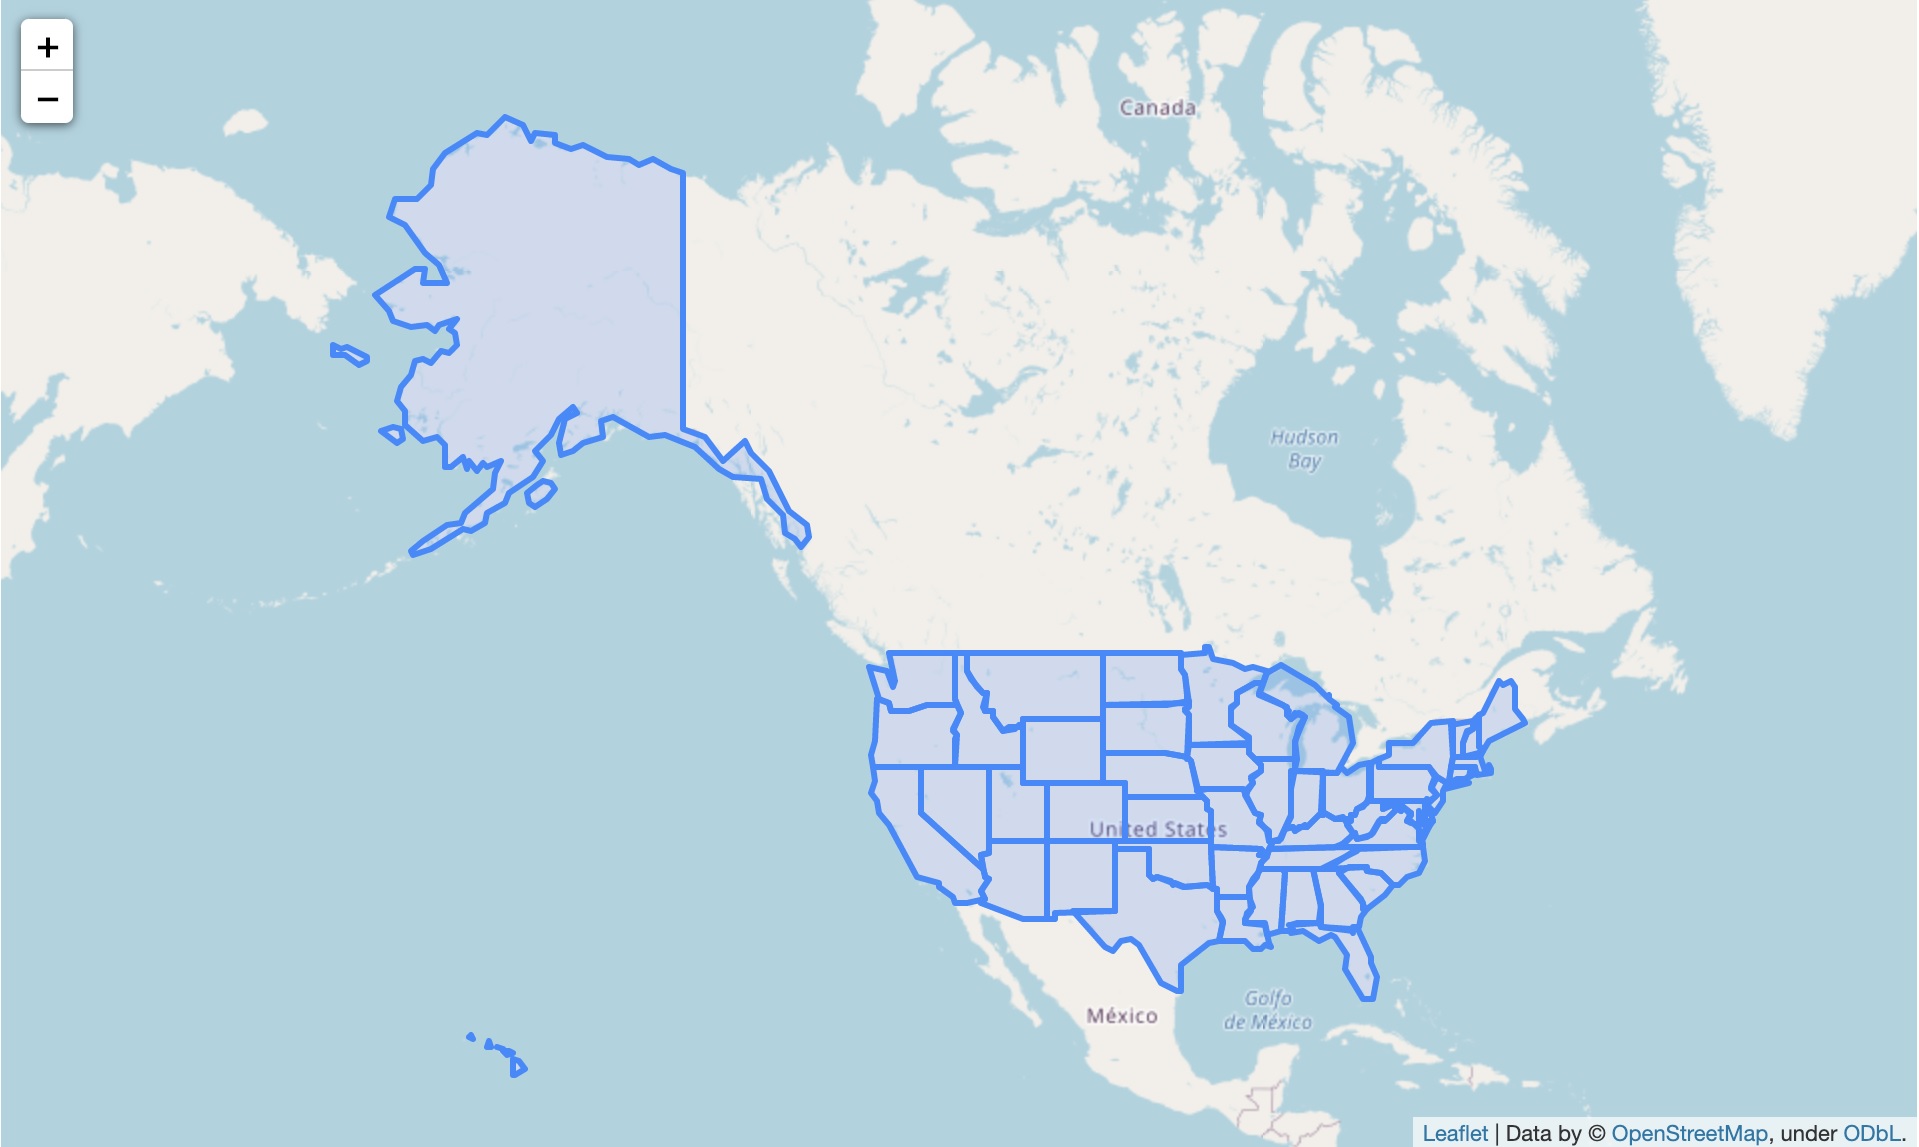 +
−
Canada
Hudson
Bay
United States
Golfo
de México
México
Leaflet | Data by © OpenStreetMap, under ODbL.